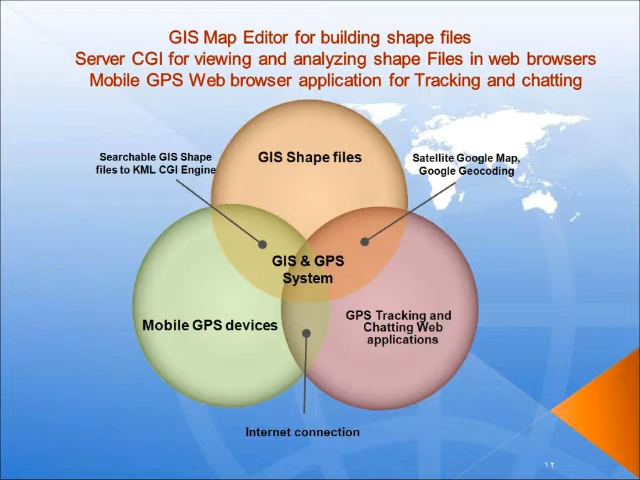 GIS Map Editor for building shape files
Server CGI for viewing and analyzing shape Files in web browsers
Mobile GPS Web browser application for Tracking and chatting
GIS Shape files
Searchable GIS Shape
files to KML CGI Engine
Satellite Google Map,
Google Geocoding
GIS & GPS
System
Mobile GPS devices
GPS Tracking and
Chatting Web
applications
Internet connection
١٢